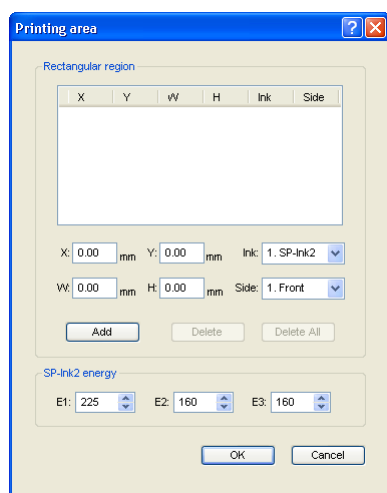 Printing area
Rectangular region
X Y W H Ink Side
X: 0.00 mm Y: 0.00 mm Ink: 1. SP-Ink2
W: 0.00 mm H: 0.00 mm Side: 1. Front
Add Delete Delete All
SP-Ink2 energy
E1: 225 E2: 160 E3: 160
OK Cancel